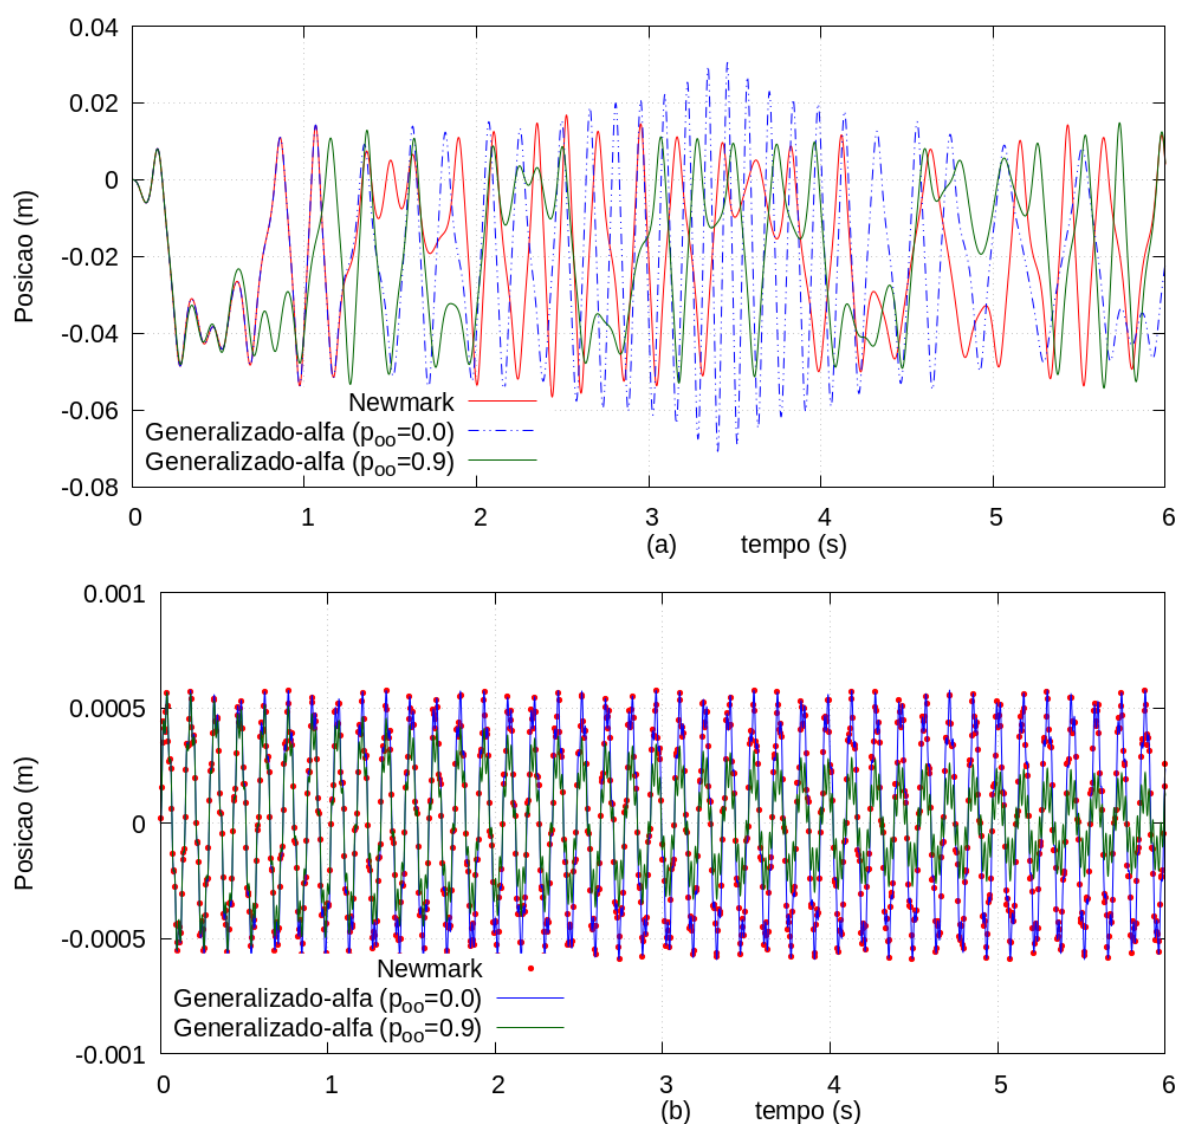 0.04
0.02
0
-0.02
-0.04
-0.06
-0.08
Posicao (m)
Newmark
Generalizado-alfa (poo=0.0)
Generalizado-alfa (poo=0.9)
0 1 2 3 4 5 6
(a) tempo (s)
0.001
0.0005
0
-0.0005
-0.001
Posicao (m)
Newmark
Generalizado-alfa (poo=0.0)
Generalizado-alfa (poo=0.9)
0 1 2 3 4 5 6
(b) tempo (s)